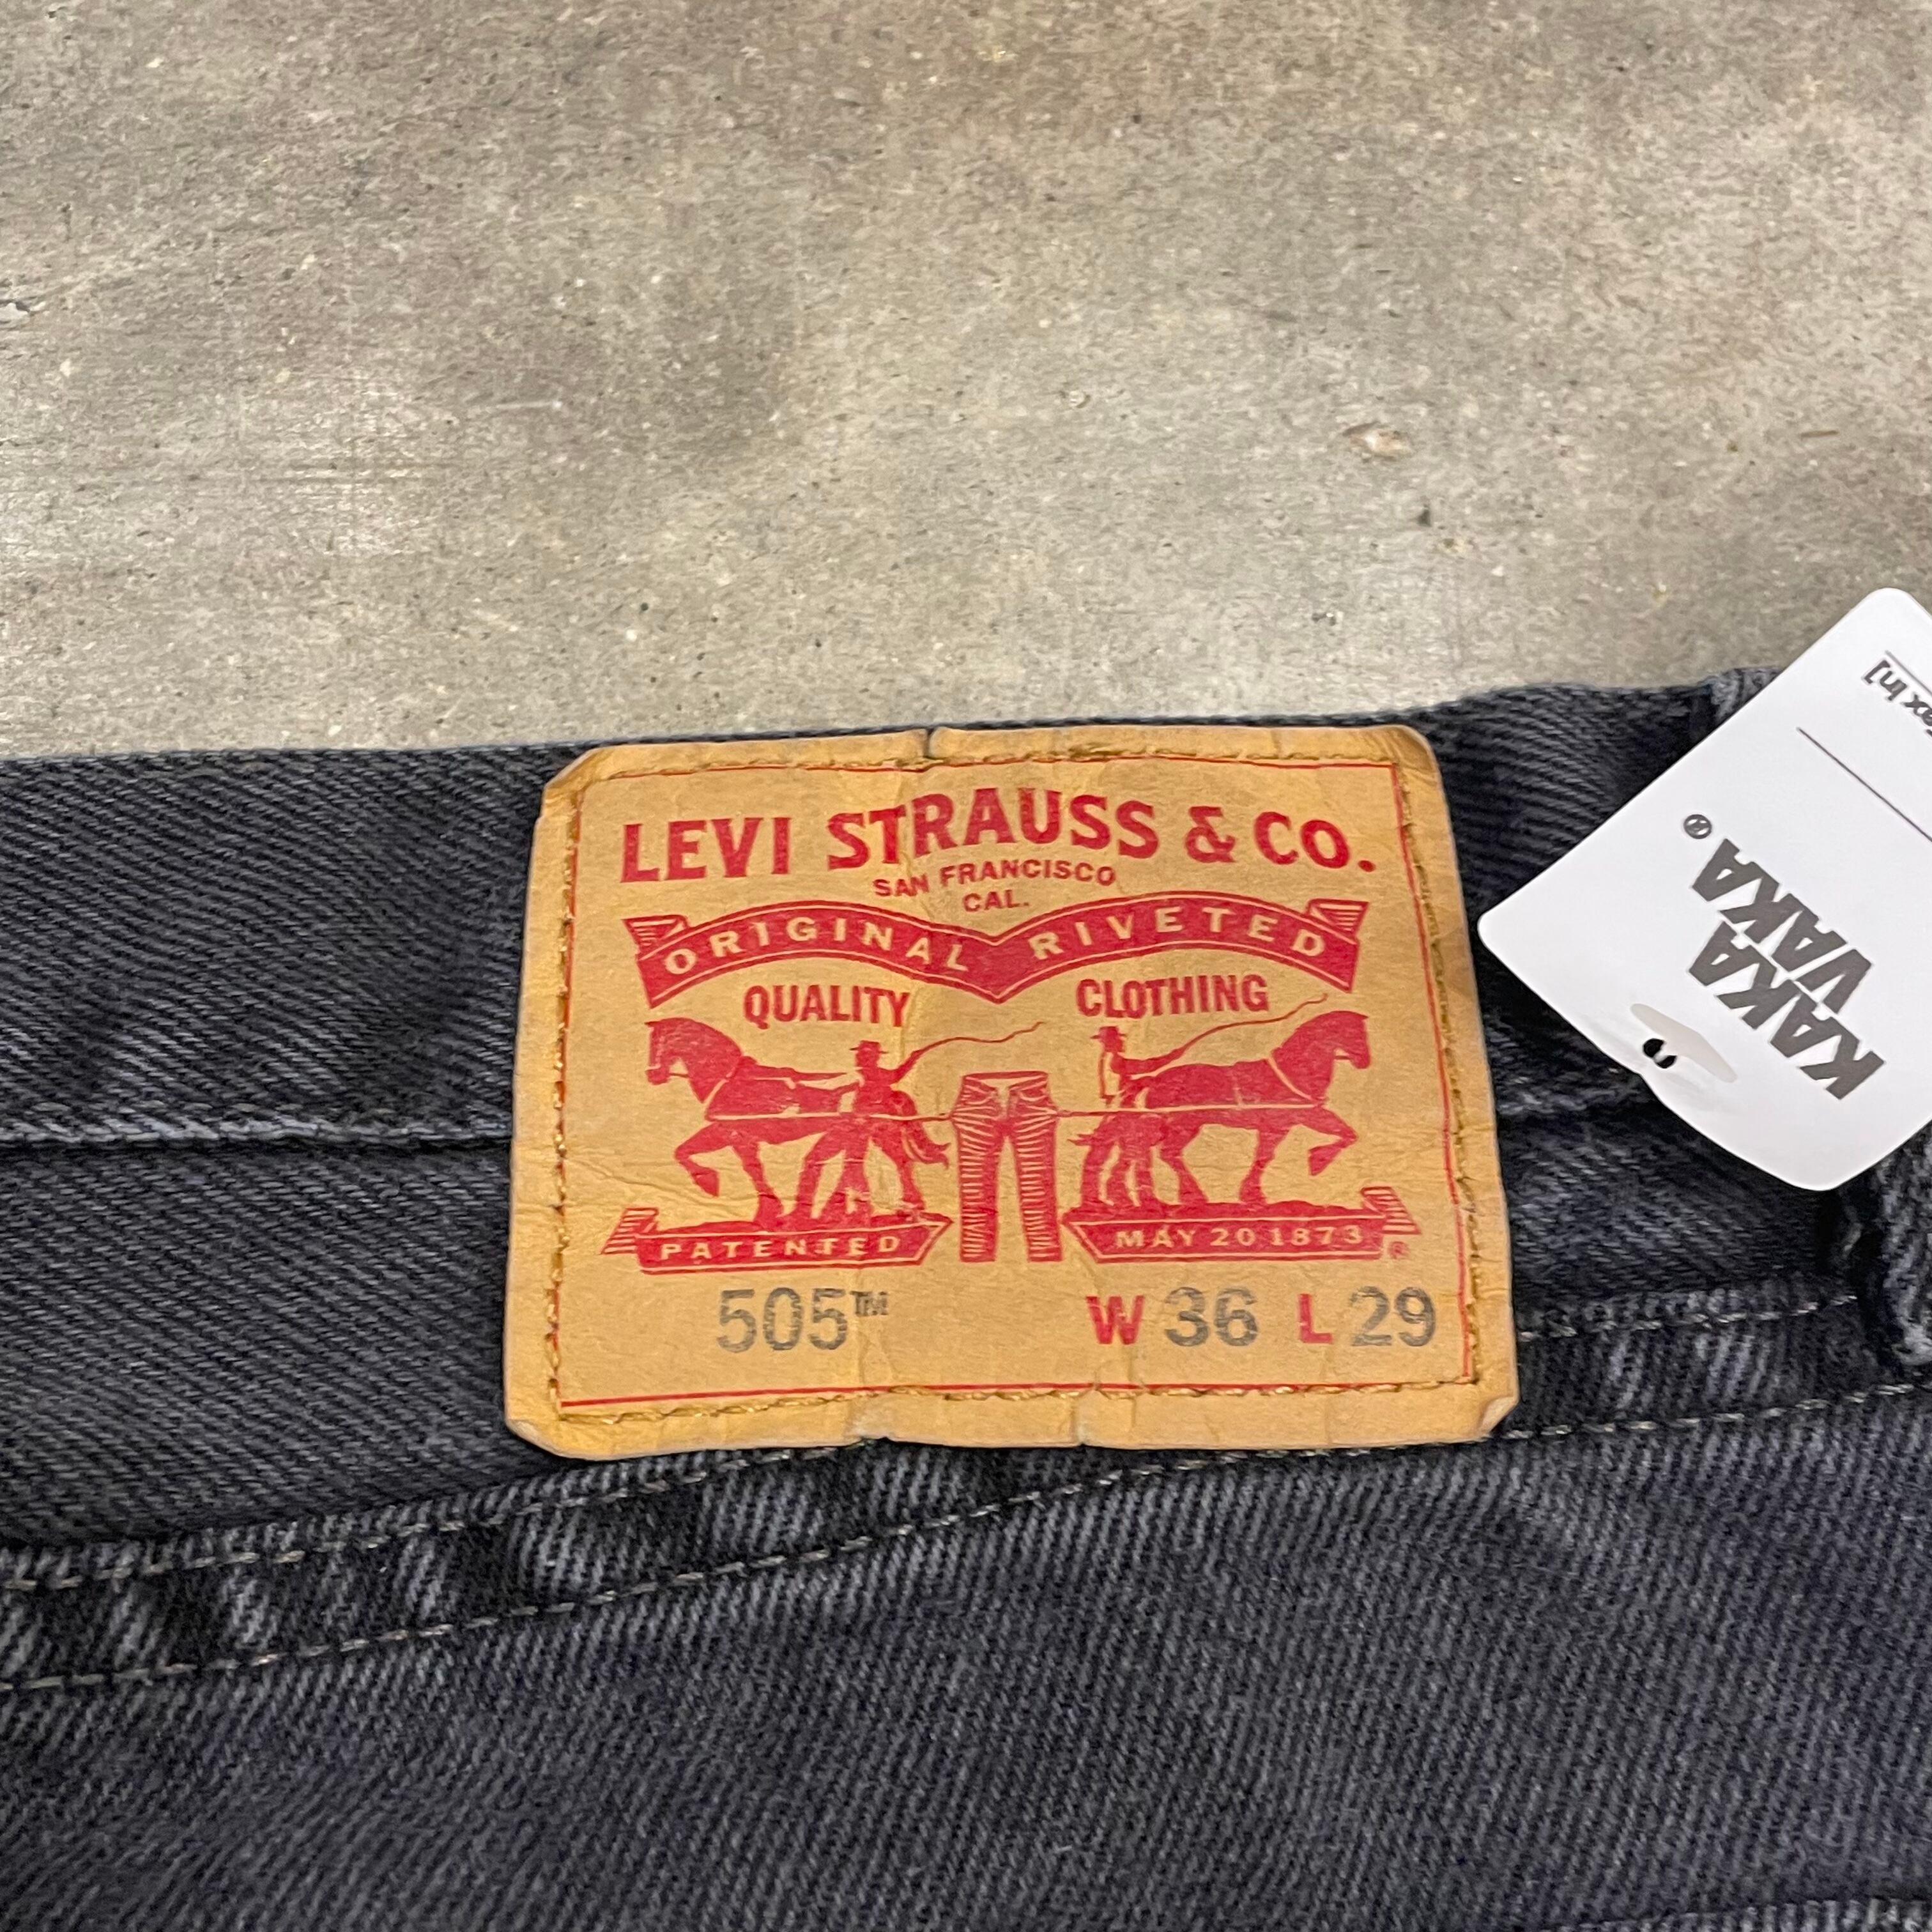 LEVI STRAUSS & CO.
SAN FRANCISCO
CAL.
ORIGINAL RIVETED
QUALITY CLOTHING
PATENTED MAY 20 1873 ®
505™ W 36 L 29
KAKA
VAKA®
In]